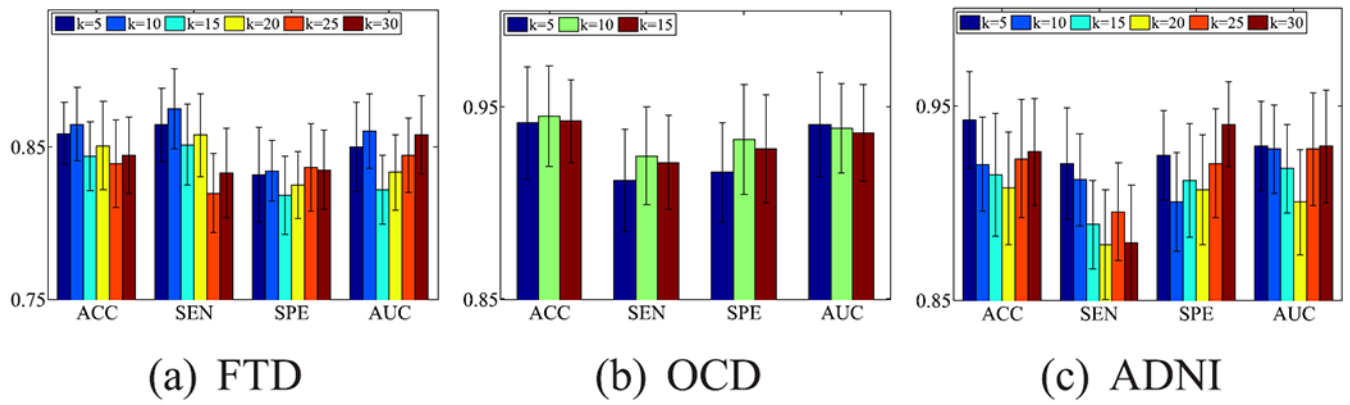 k=5 k=10 k=15 k=20 k=25 k=30
0.85
0.75
ACC SEN SPE AUC
(a) FTD
k=5 k=10 k=15
0.95
0.85
ACC SEN SPE AUC
(b) OCD
k=5 k=10 k=15 k=20 k=25 k=30
0.95
0.85
ACC SEN SPE AUC
(c) ADNI